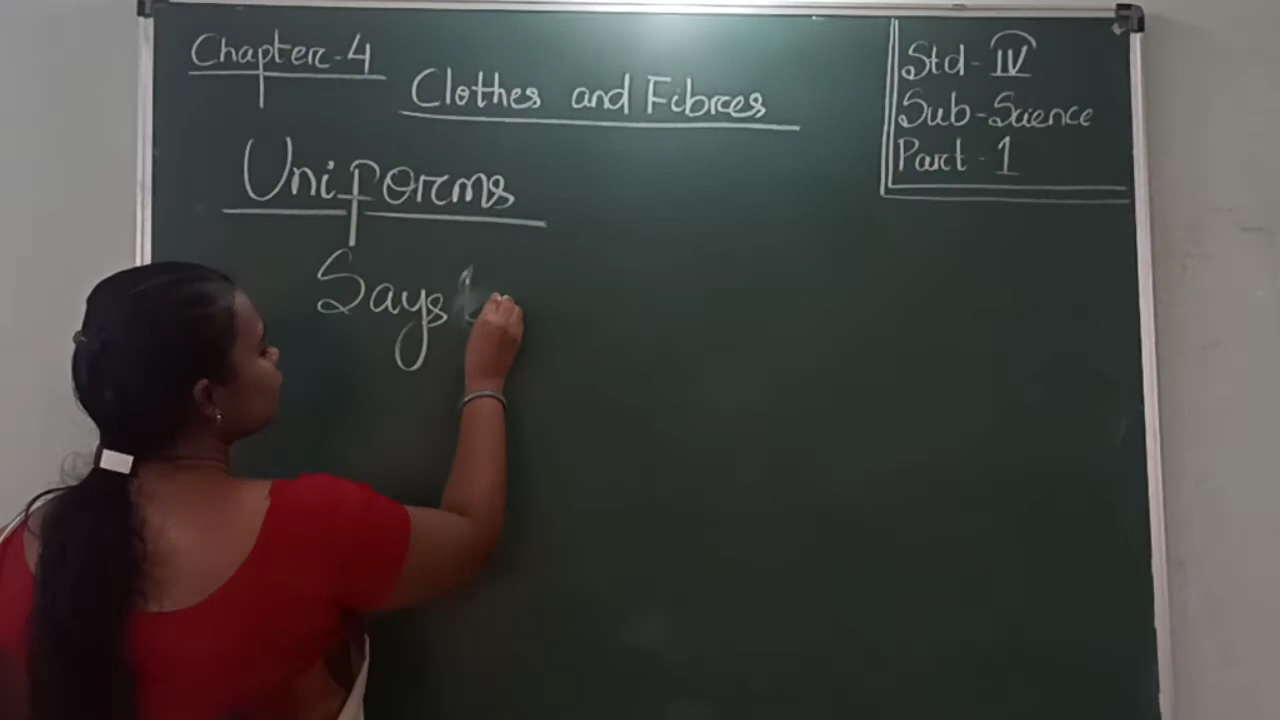 Chapter-4
Clothes and Fibres
Std - IV
Sub-Science
Part - 1
Uniforms
Says